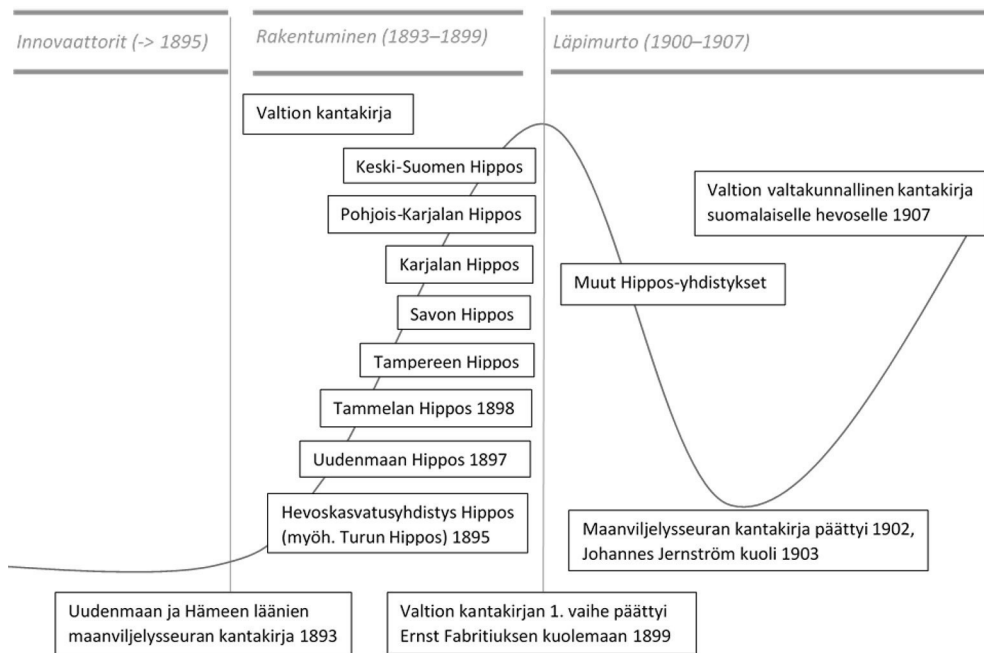 Innovaattorit (-> 1895)
Rakentuminen (1893–1899)
Läpimurto (1900–1907)
Valtion kantakirja
Keski-Suomen Hippos
Pohjois-Karjalan Hippos
Karjalan Hippos
Savon Hippos
Tampereen Hippos
Tammelan Hippos 1898
Uudenmaan Hippos 1897
Hevoskasvatusyhdistys Hippos
(myöh. Turun Hippos) 1895
Uudenmaan ja Hämeen läänien
maanviljelysseuran kantakirja 1893
Valtion kantakirjan 1. vaihe päättyi
Ernst Fabritiuksen kuolemaan 1899
Muut Hippos-yhdistykset
Valtion valtakunnallinen kantakirja
suomalaiselle hevoselle 1907
Maanviljelysseuran kantakirja päättyi 1902,
Johannes Jernström kuoli 1903